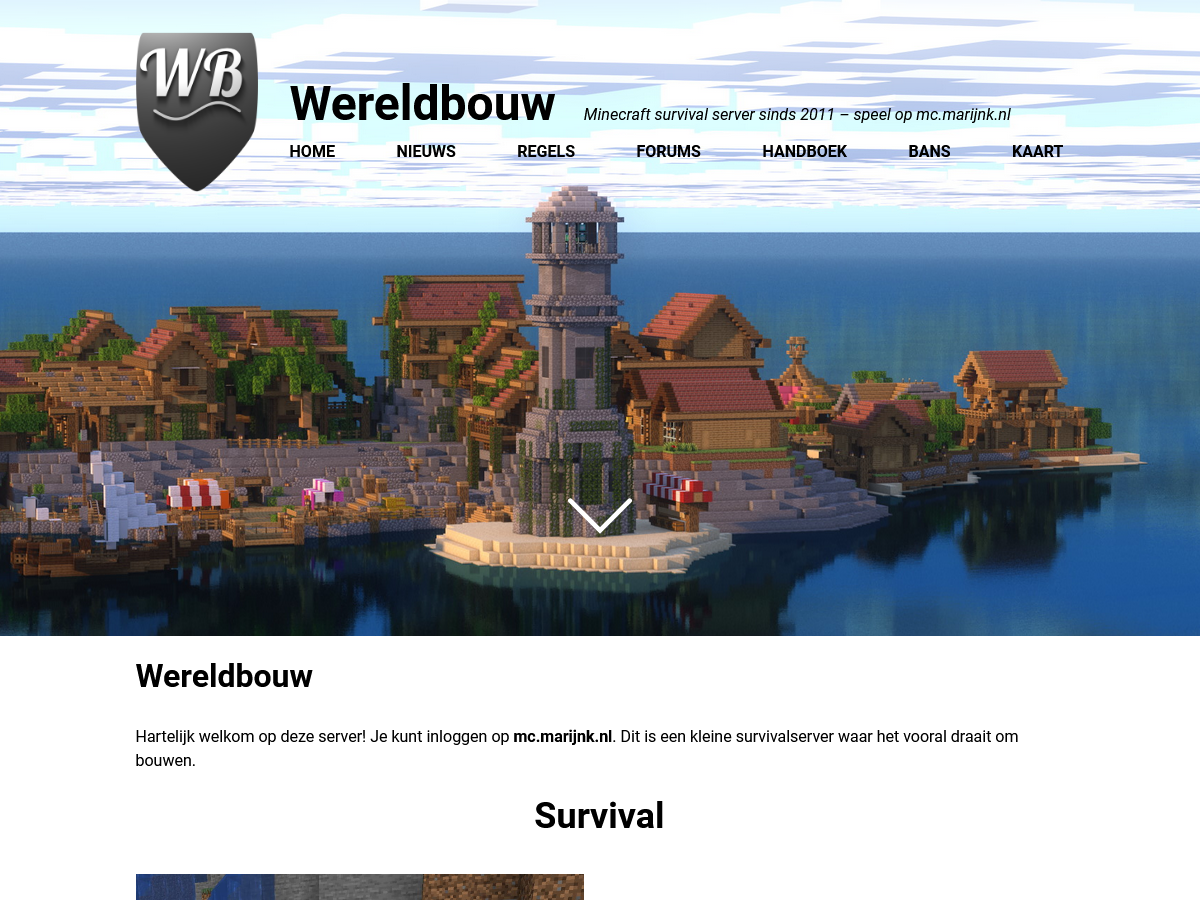 WB
Wereldbouw
Minecraft survival server sinds 2011 – speel op mc.marijnk.nl
HOME NIEUWS REGELS FORUMS HANDBOEK BANS KAART
Wereldbouw
Hartelijk welkom op deze server! Je kunt inloggen op mc.marijnk.nl. Dit is een kleine survivalserver waar het vooral draait om
bouwen.
Survival